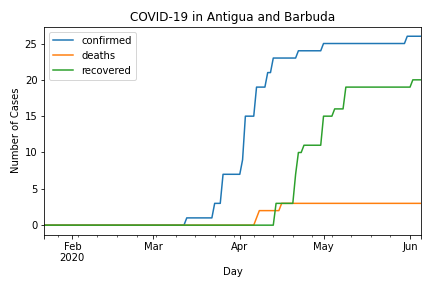 COVID-19 in Antigua and Barbuda
confirmed
deaths
recovered
Number of Cases
25
20
15
10
5
0
Feb
2020
Mar
Apr
May
Jun
Day